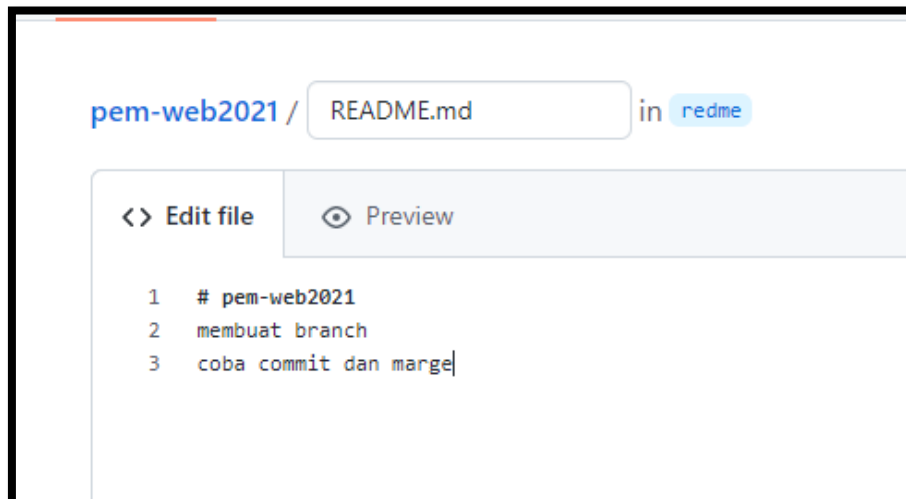 pem-web2021 / README.md in redme
<> Edit file Preview
1 # pem-web2021
2 membuat branch
3 coba commit dan marge